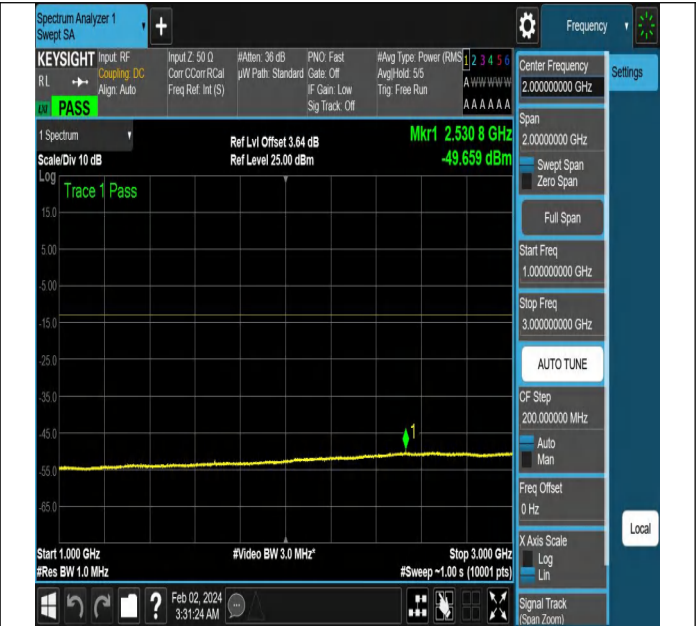 Spectrum Analyzer 1
Swept SA
+
Frequency
KEYSIGHT
RL
LXI PASS
Input: RF
Coupling: DC
Align: Auto
Input Z: 50 Ω
Corr CCorr RCal
Freq Ref: Int (S)
#Atten: 36 dB
µW Path: Standard
PNO: Fast
Gate: Off
IF Gain: Low
Sig Track: Off
#Avg Type: Power (RMS
Avg|Hold: 5/5
Trig: Free Run
1 2 3 4 5 6
A W W W W W
A A A A A A
1 Spectrum
Scale/Div 10 dB
Ref Lvl Offset 3.64 dB
Ref Level 25.00 dBm
Mkr1 2.530 8 GHz
-49.659 dBm
Log
Trace 1 Pass
15.0
5.00
-5.00
-15.0
-25.0
-35.0
-45.0
-55.0
-65.0
1
Start 1.000 GHz
#Res BW 1.0 MHz
#Video BW 3.0 MHz*
Stop 3.000 GHz
#Sweep ~1.00 s (10001 pts)
Center Frequency
2.000000000 GHz
Settings
Span
2.00000000 GHz
Swept Span
Zero Span
Full Span
Start Freq
1.000000000 GHz
Stop Freq
3.000000000 GHz
AUTO TUNE
CF Step
200.000000 MHz
Auto
Man
Freq Offset
0 Hz
X Axis Scale
Log
Lin
Local
Signal Track
(Span Zoom)
?
Feb 02, 2024
3:31:24 AM